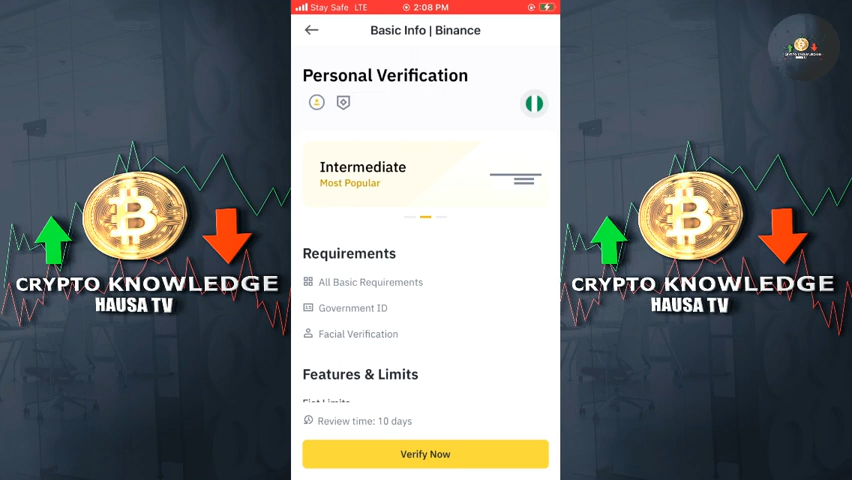 Stay Safe LTE
2:08 PM
Basic Info | Binance
Personal Verification
Intermediate
Most Popular
Requirements
All Basic Requirements
Government ID
Facial Verification
Features & Limits
Fiat Limits
Review time: 10 days
Verify Now
CRYPTO KNOWLEDGE
HAUSA TV
CRYPTO KNOWLEDGE
HAUSA TV